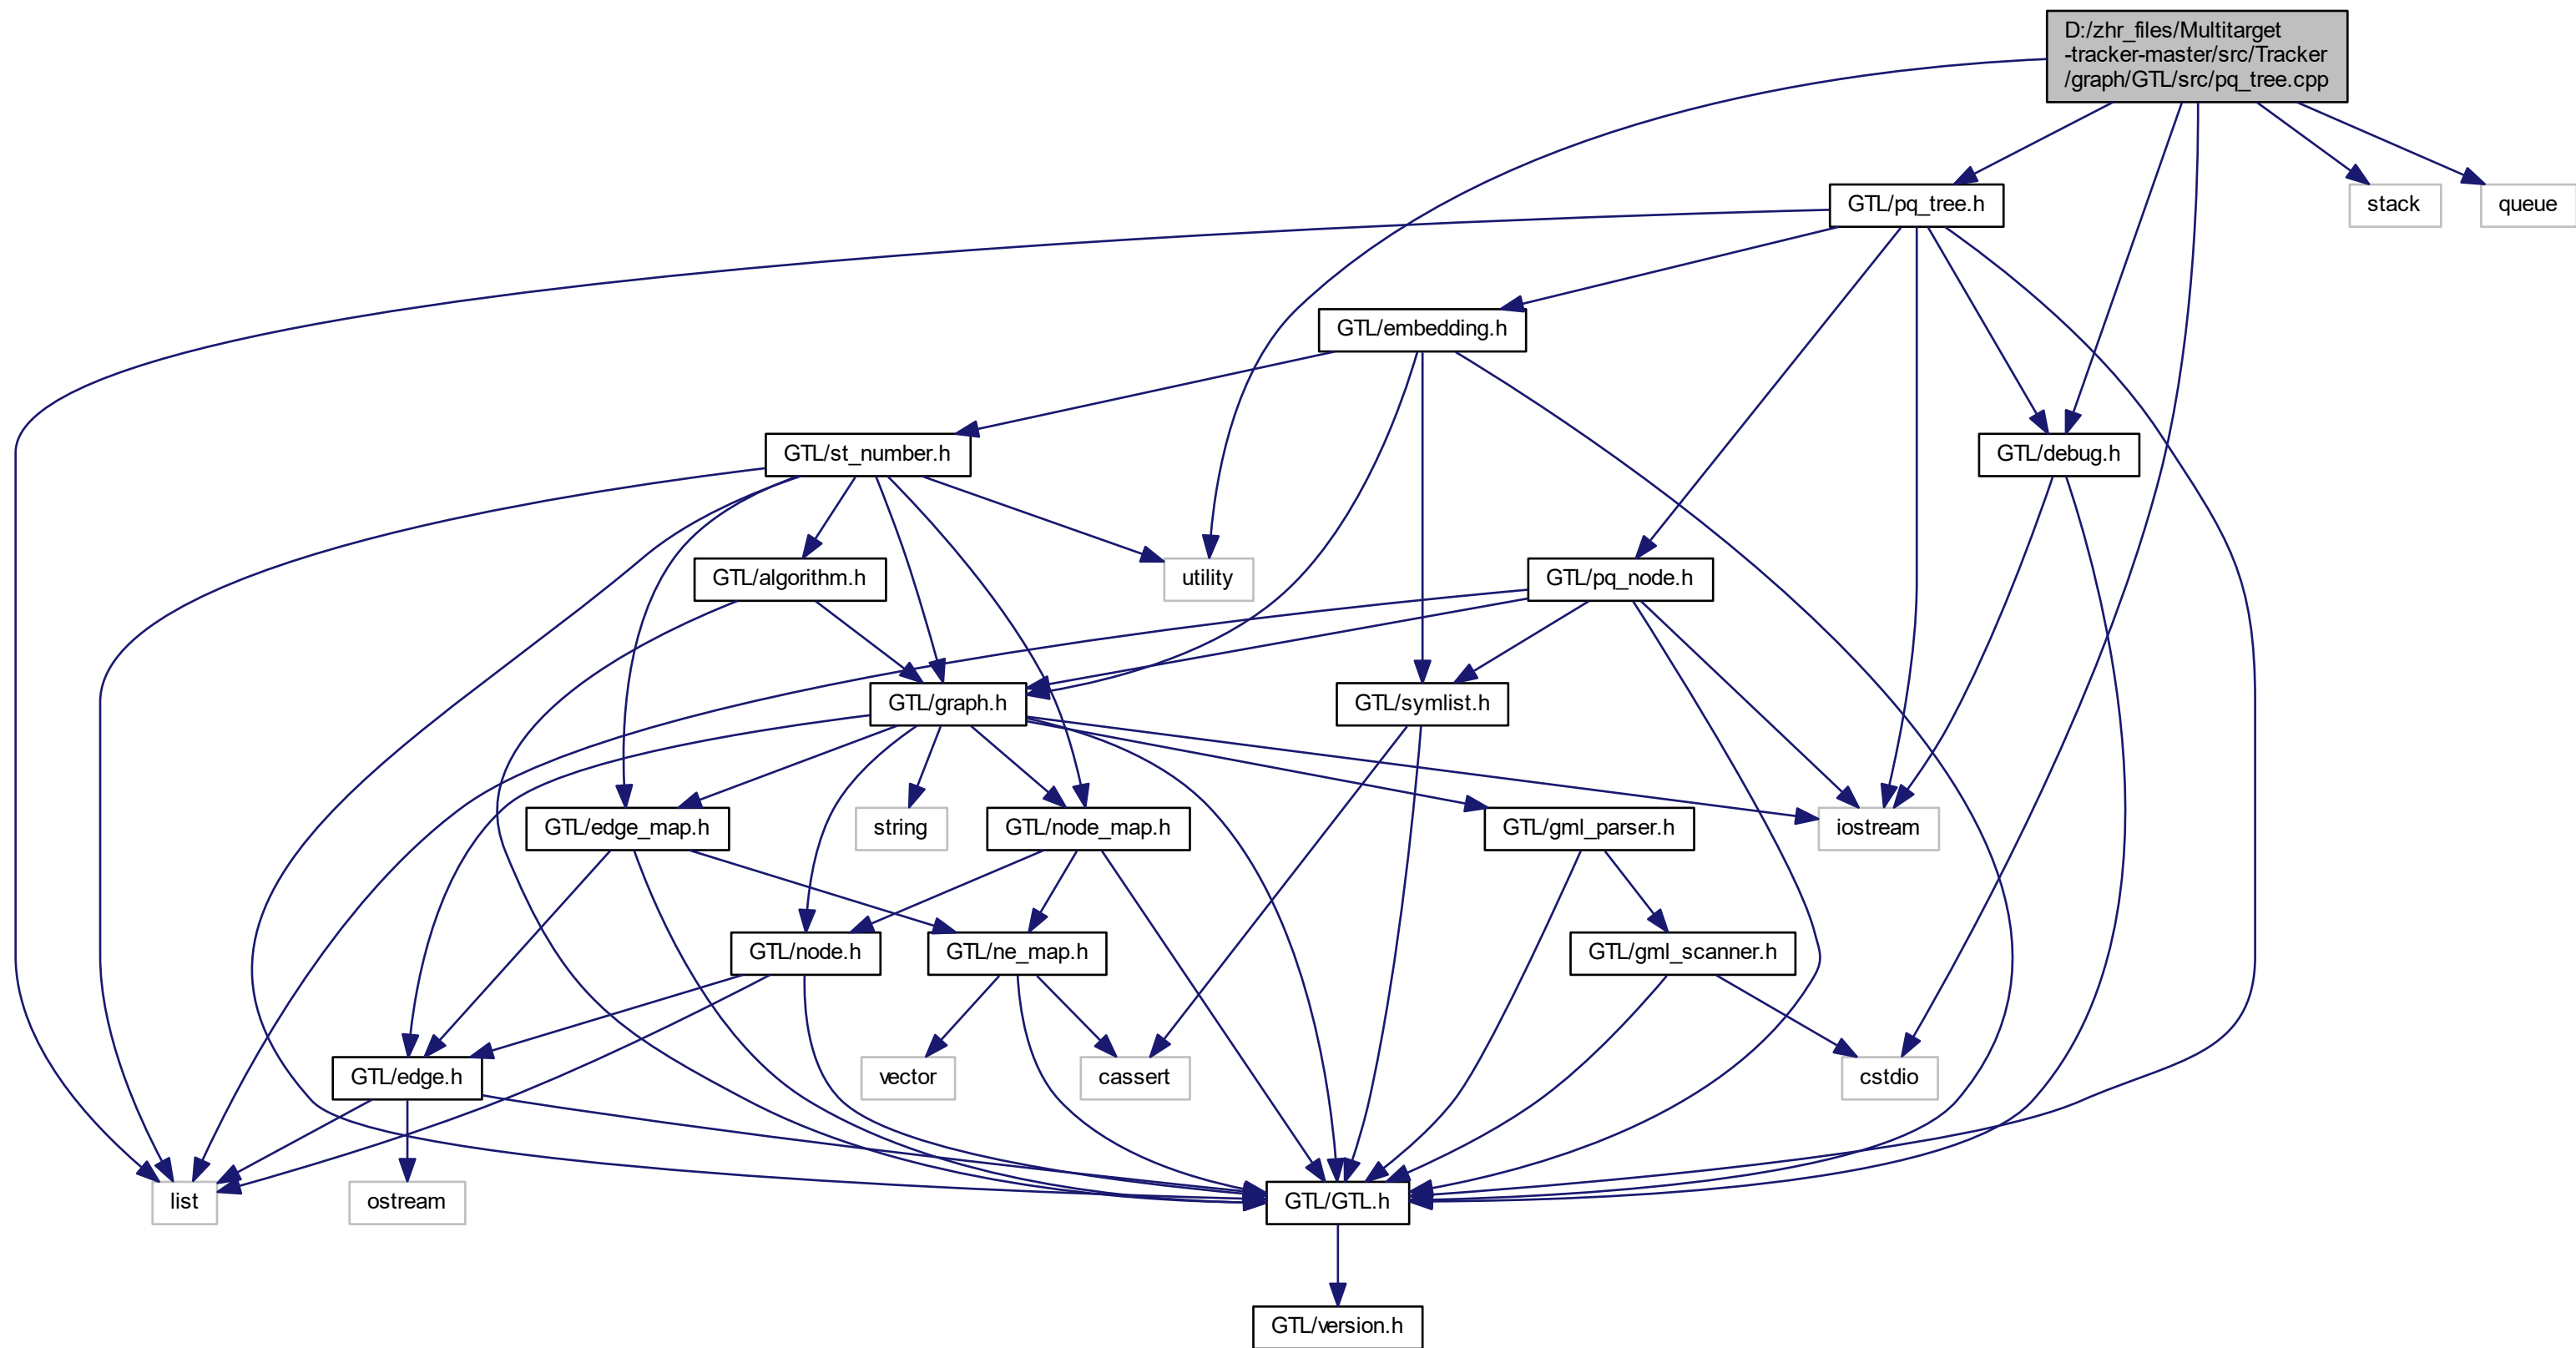 D:/zhr_files/Multitarget
-tracker-master/src/Tracker
/graph/GTL/src/pq_tree.cpp
GTL/pq_tree.h
stack
queue
GTL/embedding.h
GTL/st_number.h
GTL/debug.h
GTL/algorithm.h
utility
GTL/pq_node.h
GTL/graph.h
GTL/symlist.h
GTL/edge_map.h
string
GTL/node_map.h
GTL/gml_parser.h
iostream
GTL/node.h
GTL/ne_map.h
GTL/gml_scanner.h
GTL/edge.h
vector
cassert
cstdio
list
ostream
GTL/GTL.h
GTL/version.h